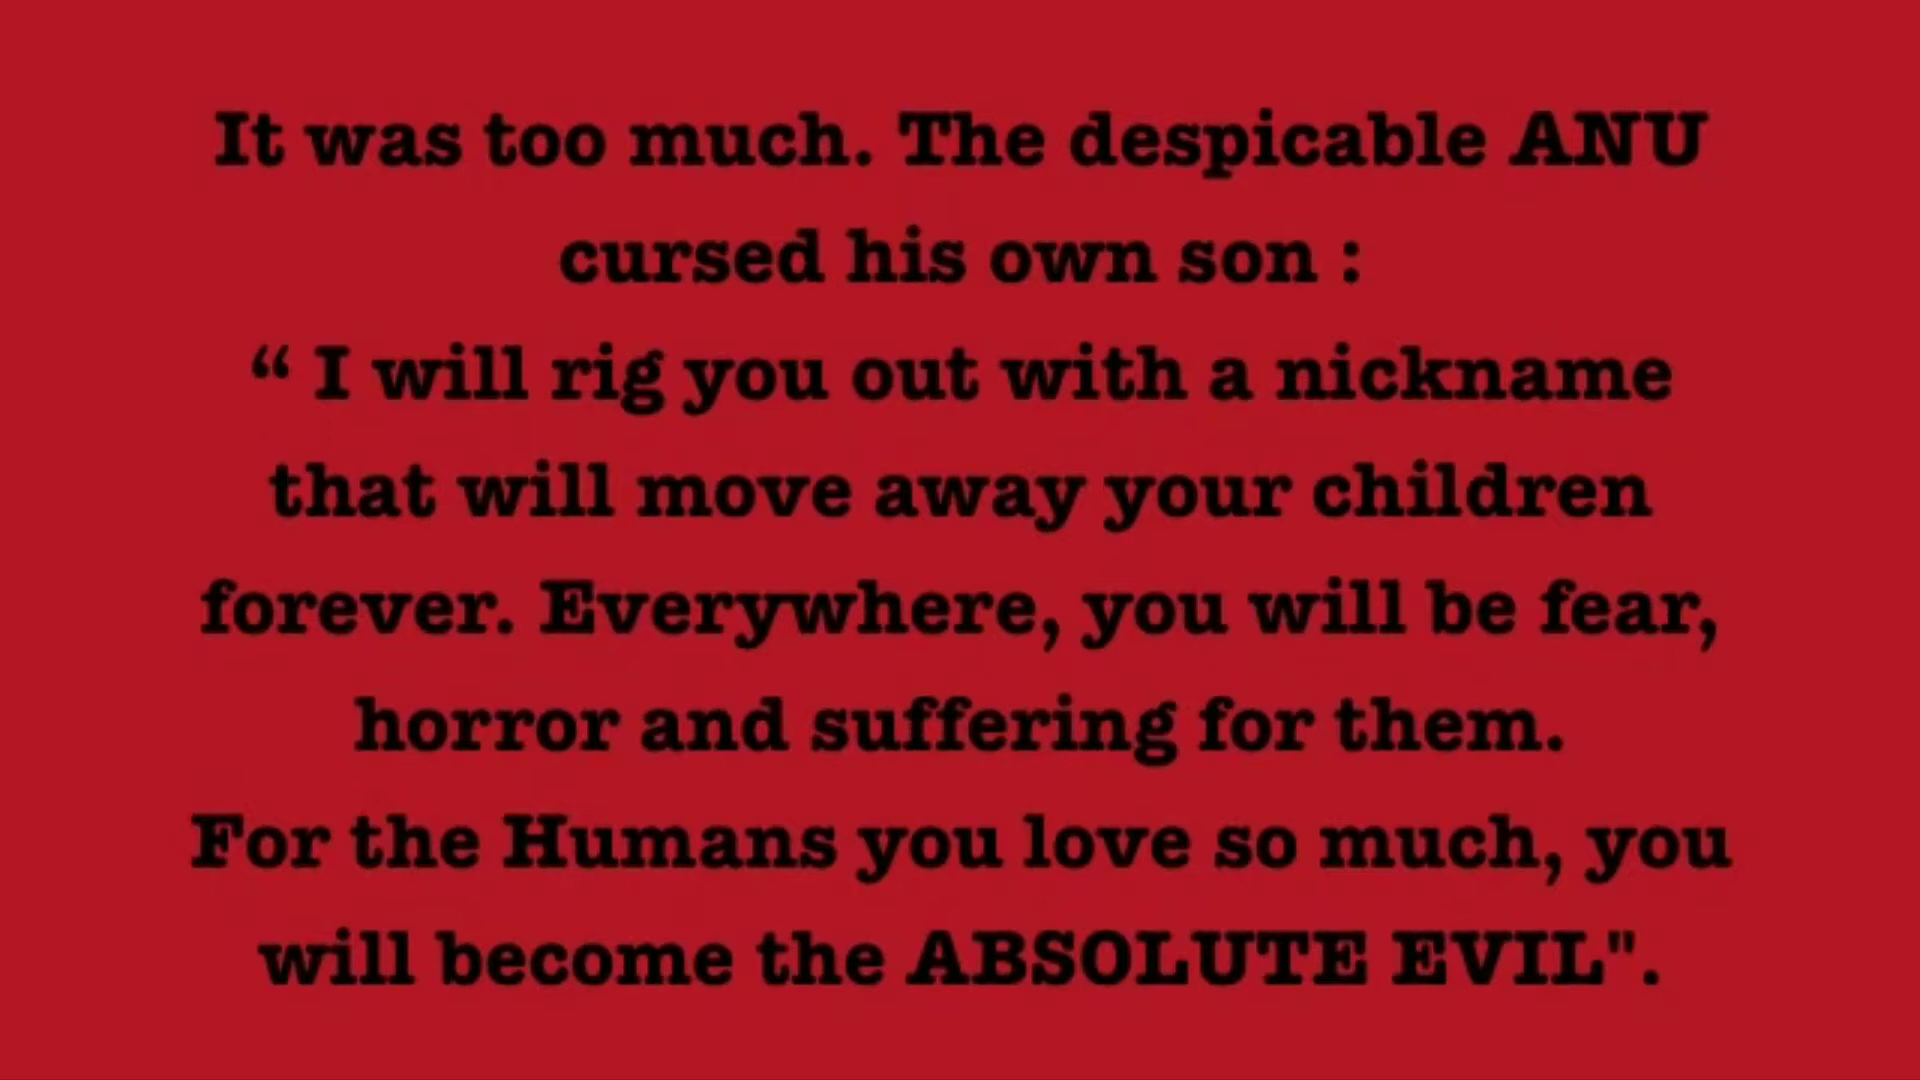 It was too much. The despicable ANU
cursed his own son :
“ I will rig you out with a nickname
that will move away your children
forever. Everywhere, you will be fear,
horror and suffering for them.
For the Humans you love so much, you
will become the ABSOLUTE EVIL".